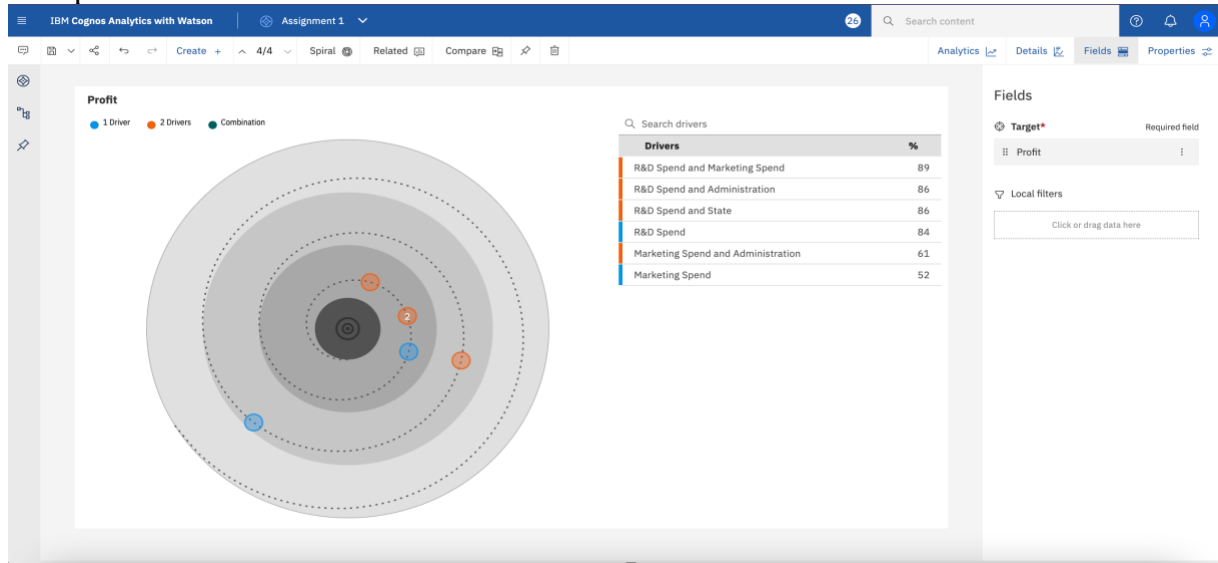 IBM Cognos Analytics with Watson
Assignment 1
26
Search content
Create +
4/4
Spiral
Related
Compare
Analytics
Details
Fields
Properties
Profit
1 Driver
2 Drivers
Combination
2
Search drivers
Drivers %
R&D Spend and Marketing Spend 89
R&D Spend and Administration 86
R&D Spend and State 86
R&D Spend 84
Marketing Spend and Administration 61
Marketing Spend 52
Fields
Target* Required field
Profit
Local filters
Click or drag data here